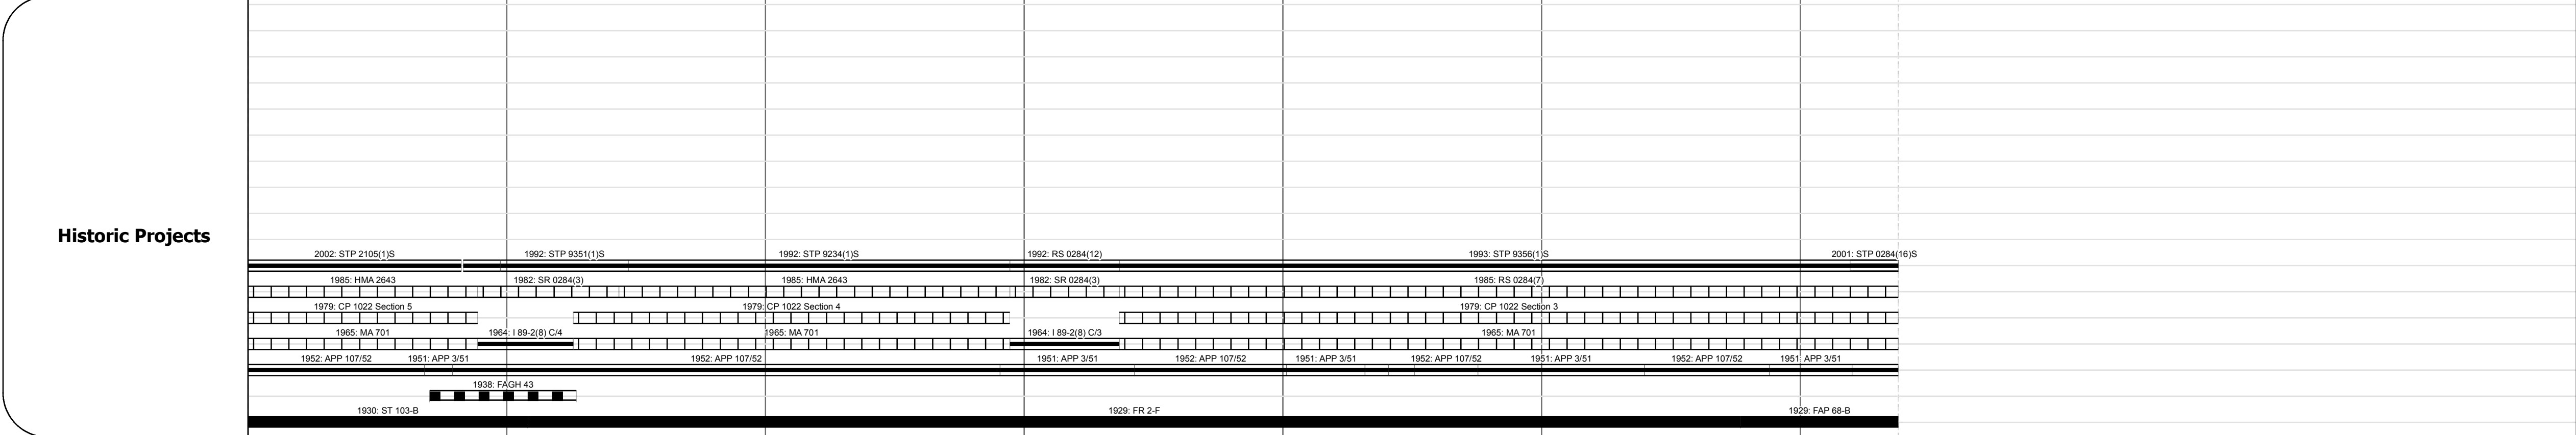 Historic Projects
2002: STP 2105(1)S 1992: STP 9351(1)S 1992: STP 9234(1)S 1992: RS 0284(12) 1993: STP 9356(1)S 2001: STP 0284(16)S
1985: HMA 2643 1982: SR 0284(3) 1985: HMA 2643 1982: SR 0284(3) 1985: RS 0284(7)
1979: CP 1022 Section 5 1979: CP 1022 Section 4 1979: CP 1022 Section 3
1965: MA 701 1964: I 89-2(8) C/4 1965: MA 701 1964: I 89-2(8) C/3 1965: MA 701
1952: APP 107/52 1951: APP 3/51 1952: APP 107/52 1951: APP 3/51 1952: APP 107/52 1951: APP 3/51 1952: APP 107/52 1951: APP 3/51 1952: APP 107/52 1951: APP 3/51
1938: FAGH 43
1930: ST 103-B 1929: FR 2-F 1929: FAP 68-B